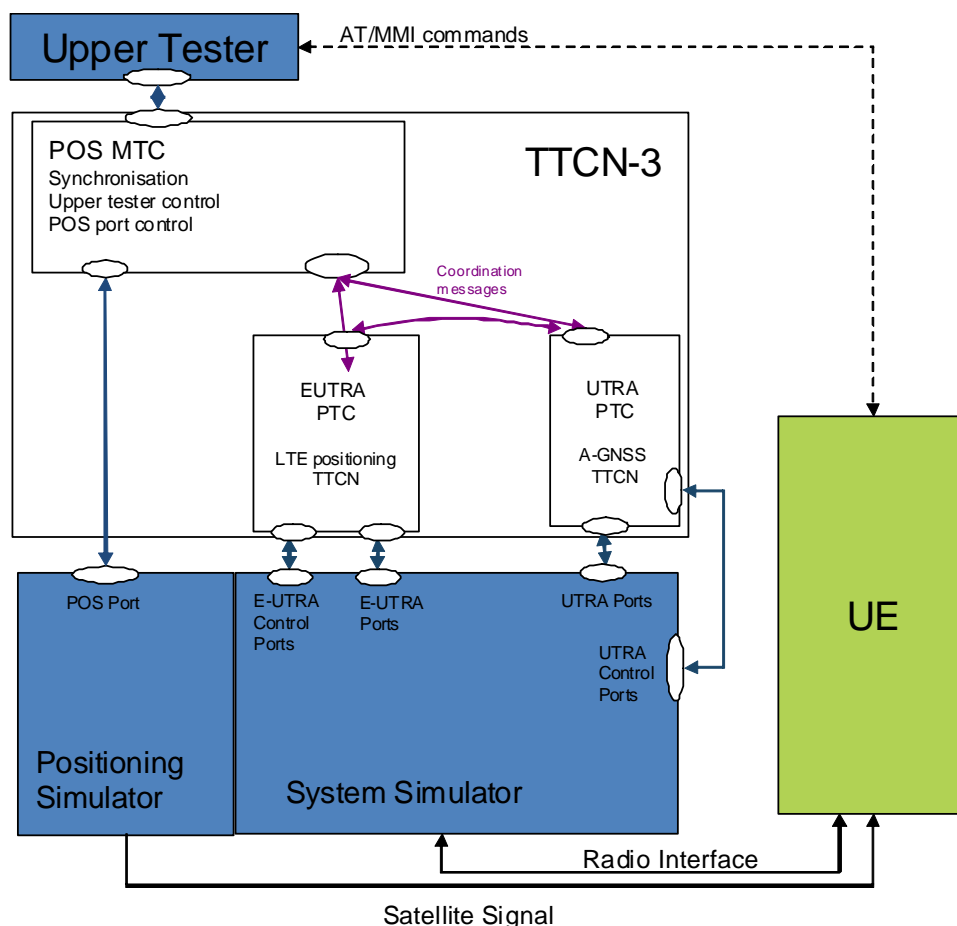 Upper Tester
AT/MMI commands
POS MTC
Synchronisation
Upper tester control
POS port control
TTCN-3
Coordination
messages
EUTRA
PTC
LTE positioning
TTCN
UTRA
PTC
A-GNSS
TTCN
POS Port
E-UTRA
Control
Ports
E-UTRA
Ports
UTRA Ports
UTRA
Control
Ports
UE
Positioning
Simulator
System Simulator
Radio Interface
Satellite Signal